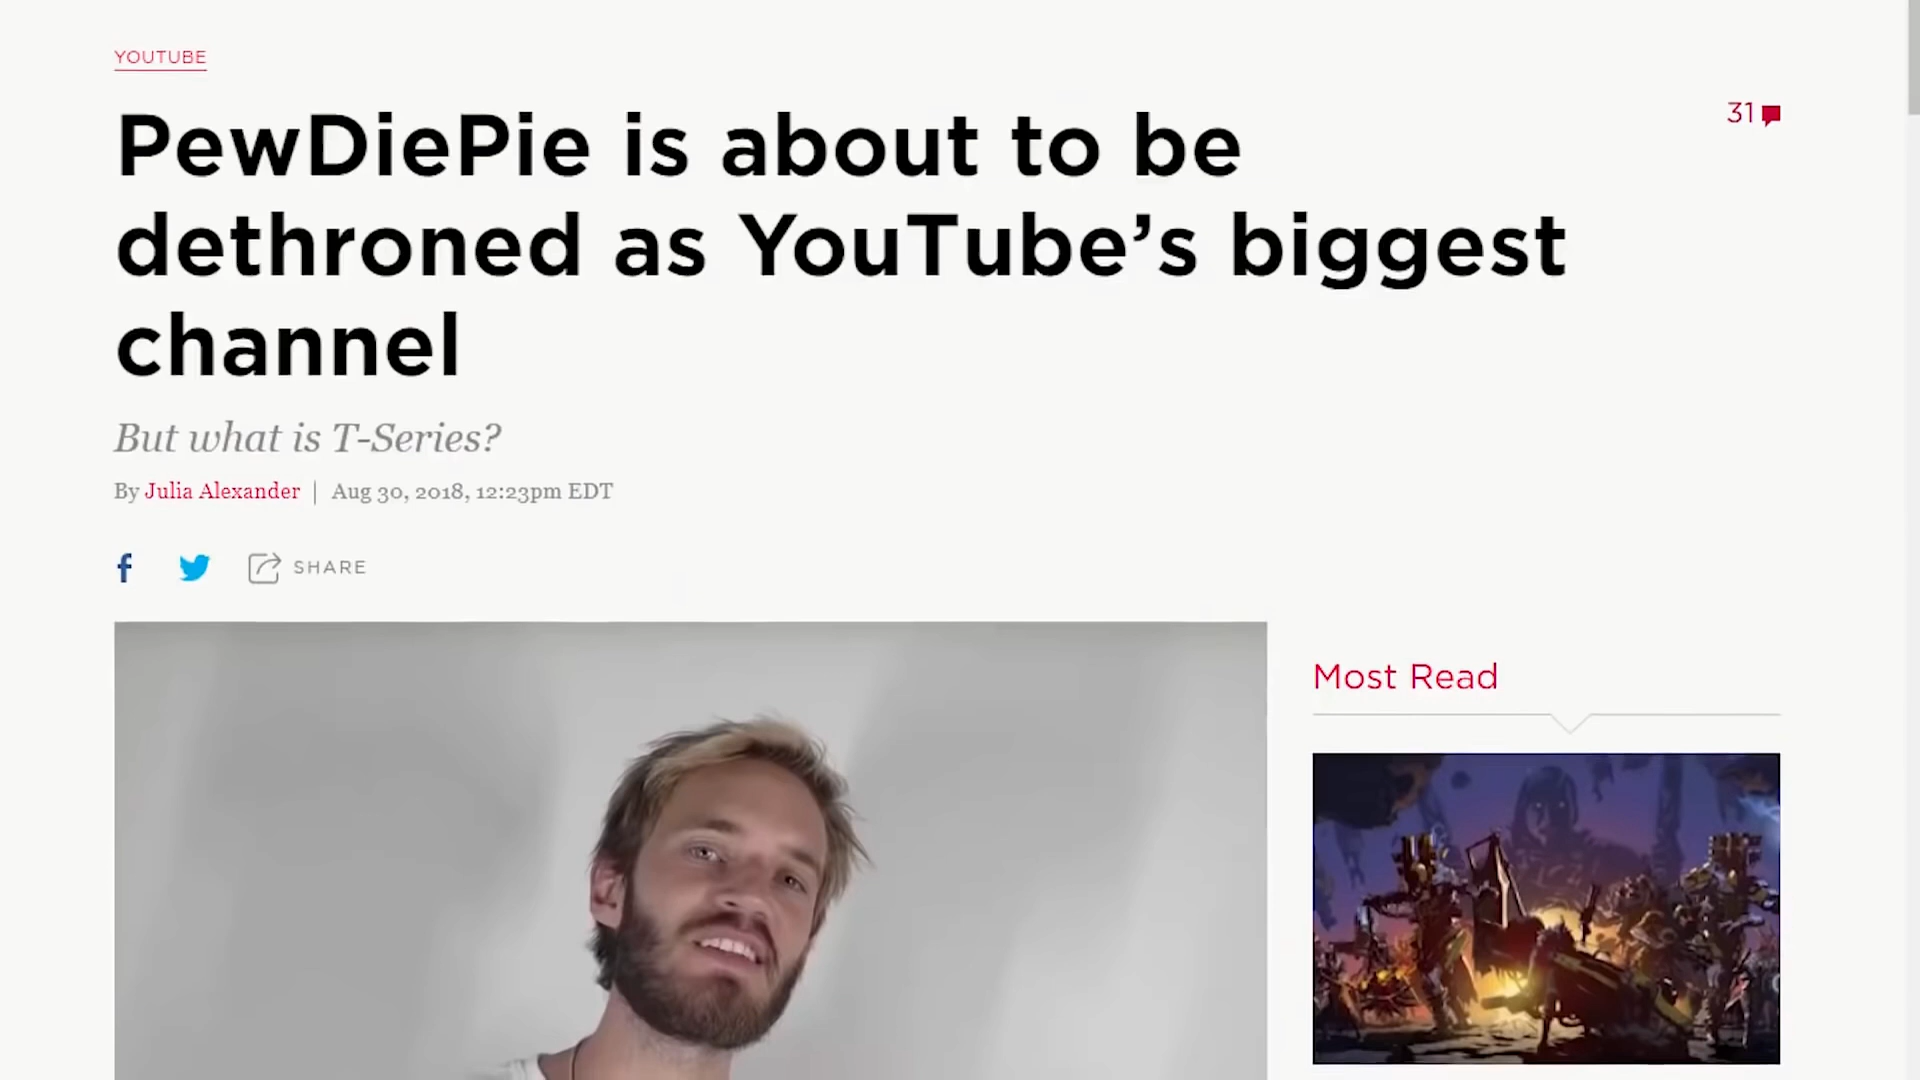 YOUTUBE
31
PewDiePie is about to be
dethroned as YouTube’s biggest
channel
But what is T-Series?
By Julia Alexander | Aug 30, 2018, 12:23pm EDT
f
SHARE
Most Read